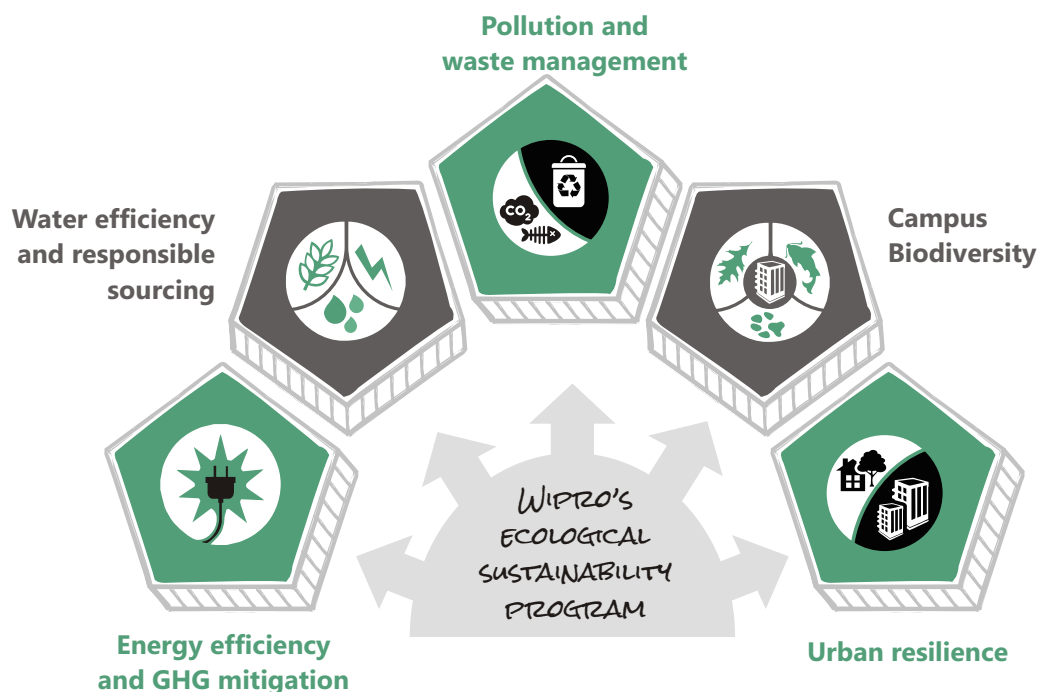 Pollution and
waste management
CO2
Water efficiency
and responsible
sourcing
Campus
Biodiversity
Wipro's
ecological
sustainability
program
Energy efficiency
and GHG mitigation
Urban resilience